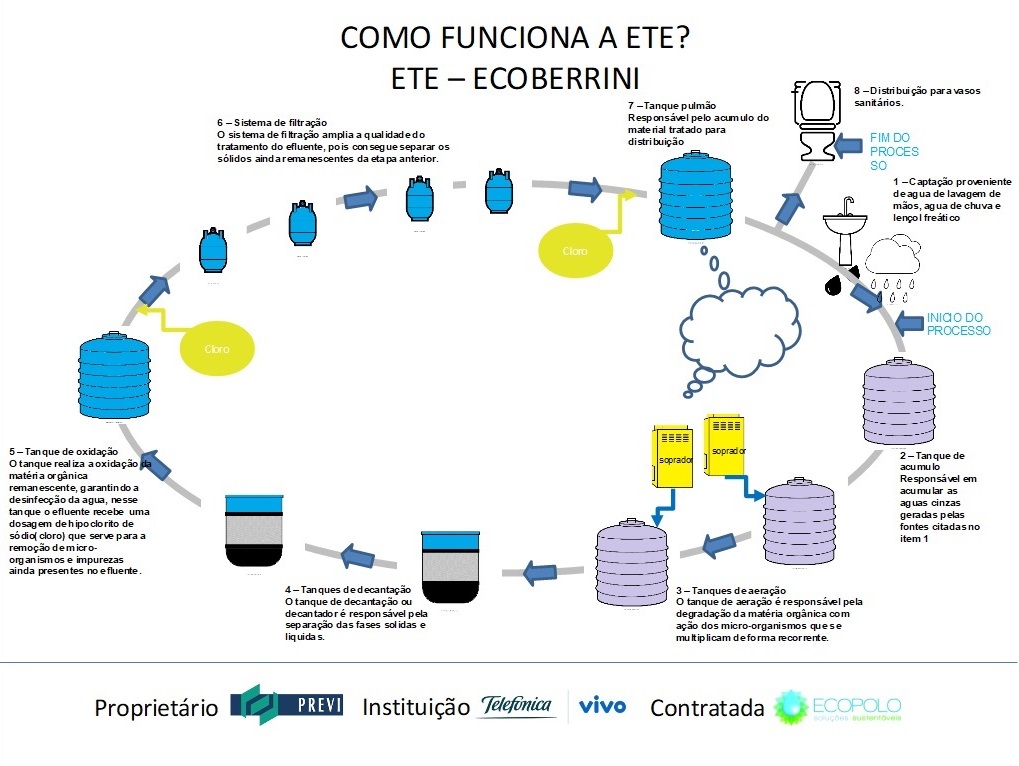 COMO FUNCIONA A ETE?
ETE – ECOBERRINI
8 – Distribuição para vasos
sanitários.
7 – Tanque pulmão
Responsável pelo acumulo do
material tratado para
distribuição
6 – Sistema de filtração
O sistema de filtração amplia a qualidade do
tratamento do efluente, pois consegue separar os
sólidos ainda remanescentes da etapa anterior.
FIM DO
PROCES
SO
1 – Captação proveniente
de agua de lavagem de
mãos, agua de chuva e
lençol freático
Cloro
INICIO DO
PROCESSO
Cloro
soprador
soprador
5 – Tanque de oxidação
O tanque realiza a oxidação da
matéria orgânica
remanescente, garantindo a
desinfecção da agua, nesse
tanque o efluente recebe uma
dosagem de hipoclorito de
sódio( cloro) que serve para a
remoção de micro-
organismos e impurezas
ainda presentes no efluente.
2 – Tanque de
acumulo
Responsável em
acumular as
aguas cinzas
geradas pelas
fontes citadas no
item 1
4 – Tanques de decantação
O tanque de decantação ou
decantador é responsável pela
separação das fases solidas e
liquidas.
3 – Tanques de aeração
O tanque de aeração é responsável pela
degradação da matéria orgânica com
ação dos micro-organismos que se
multiplicam de forma recorrente.
Proprietário PREVI Instituição Telefónica vivo Contratada ECOPOLO
soluções sustentáveis